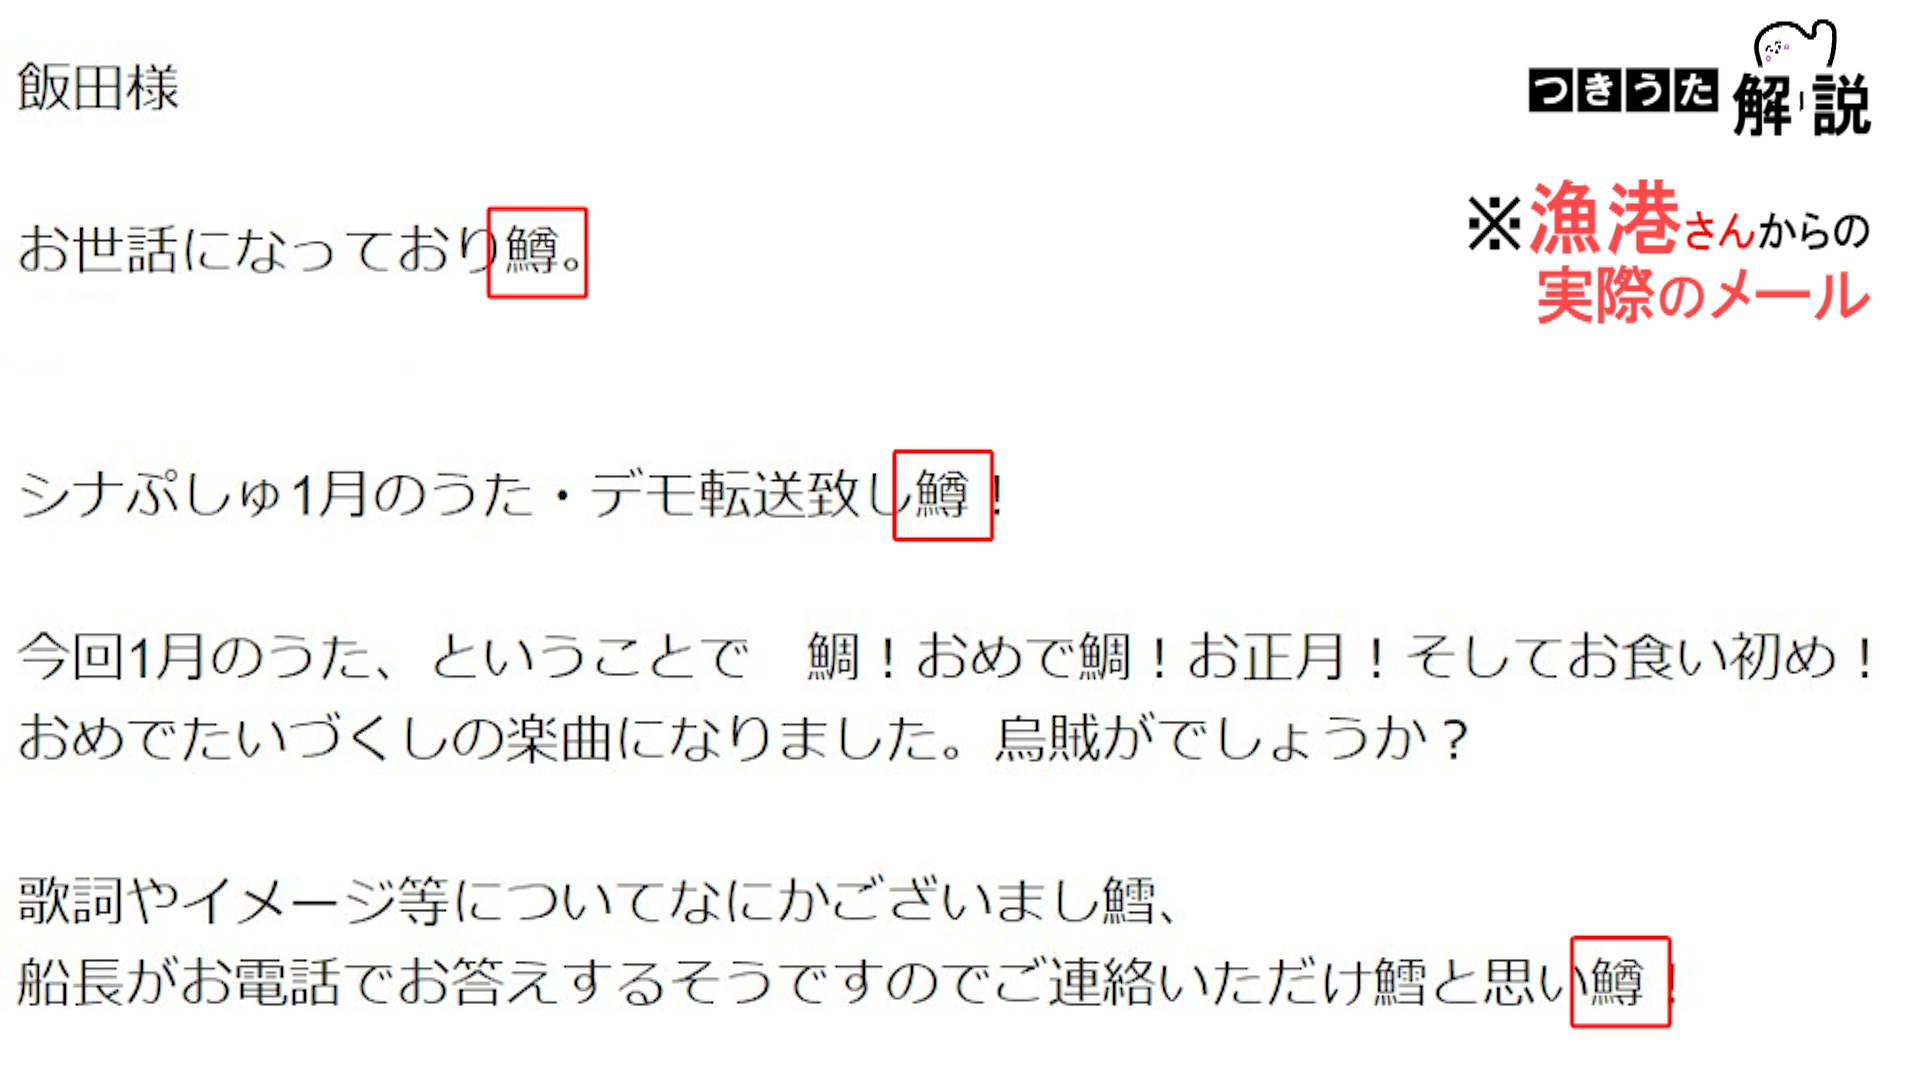 飯田様
つきうた 解説
※漁港さんからの
実際のメール
お世話になっており鱒。
シナぷしゅ1月のうた・デモ転送致し鱒！
今回1月のうた、ということで　鯛！おめで鯛！お正月！そしてお食い初め！
おめでたいづくしの楽曲になりました。烏賊がでしょうか？
歌詞やイメージ等についてなにかございまし鱈、
船長がお電話でお答えするそうですのでご連絡いただけ鱈と思い鱒！